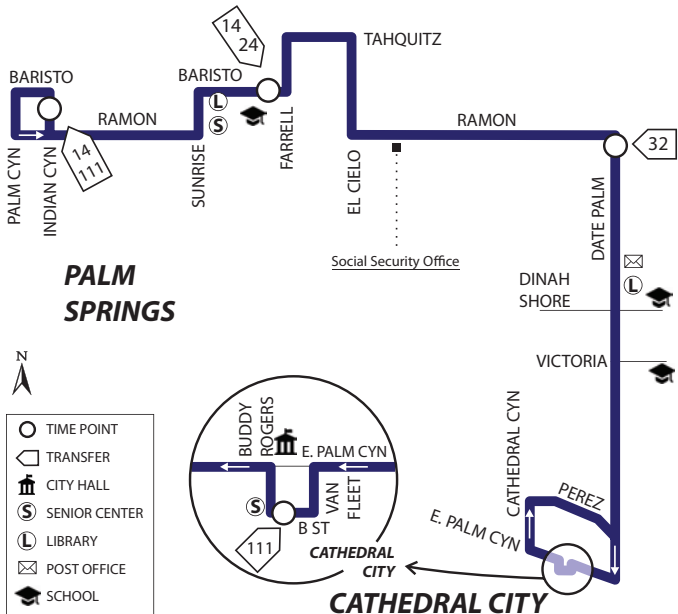 14
24
TAHQUITZ
BARISTO
BARISTO
L
S
RAMON
RAMON
32
PALM CYN
INDIAN CYN
14
111
SUNRISE
FARRELL
EL CIELO
DATE PALM
Social Security Office
PALM
SPRINGS
L
DINAH
SHORE
VICTORIA
N
TIME POINT
TRANSFER
CITY HALL
S SENIOR CENTER
L LIBRARY
POST OFFICE
SCHOOL
BUDDY
ROGERS
E. PALM CYN
VAN
FLEET
S
B ST
111
CATHEDRAL
CITY
CATHEDRAL CYN
PEREZ
E. PALM CYN
CATHEDRAL CITY